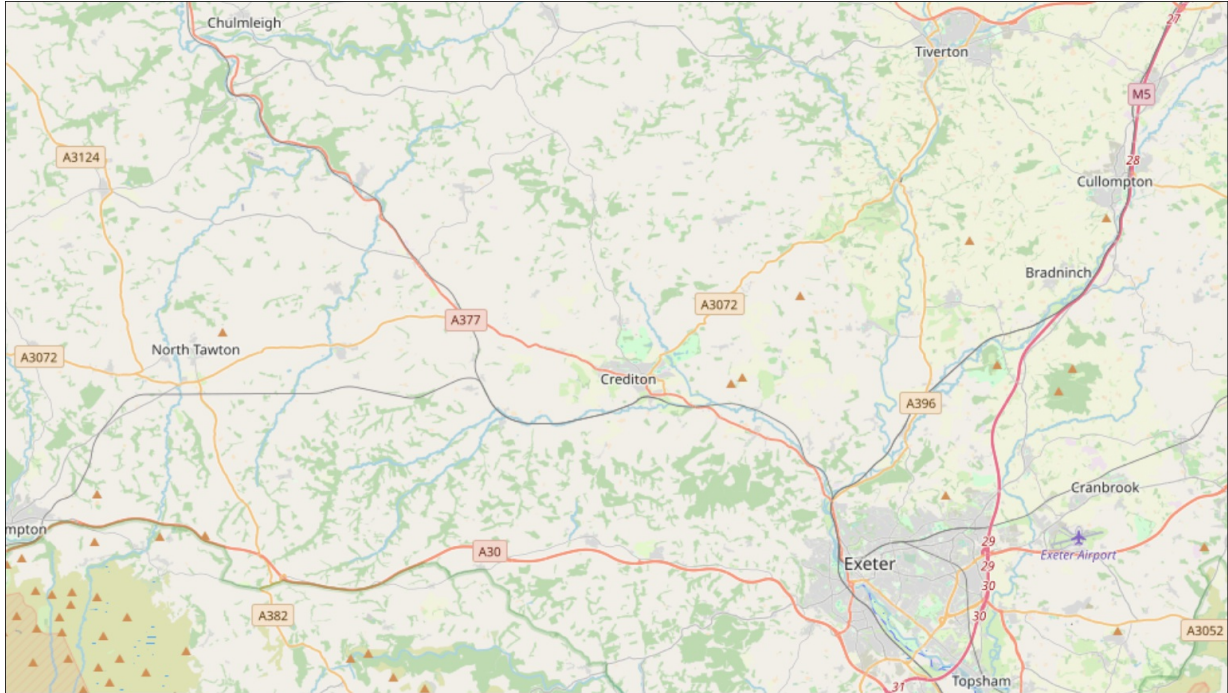 27
Chulmleigh
Tiverton
M5
A3124
28
Cullompton
Bradninch
A3072
A377
North Tawton
A3072
Crediton
A396
Cranbrook
mpton
29
A30
Exeter Airport
Exeter
29
30
A382
30
A3052
Topsham
31